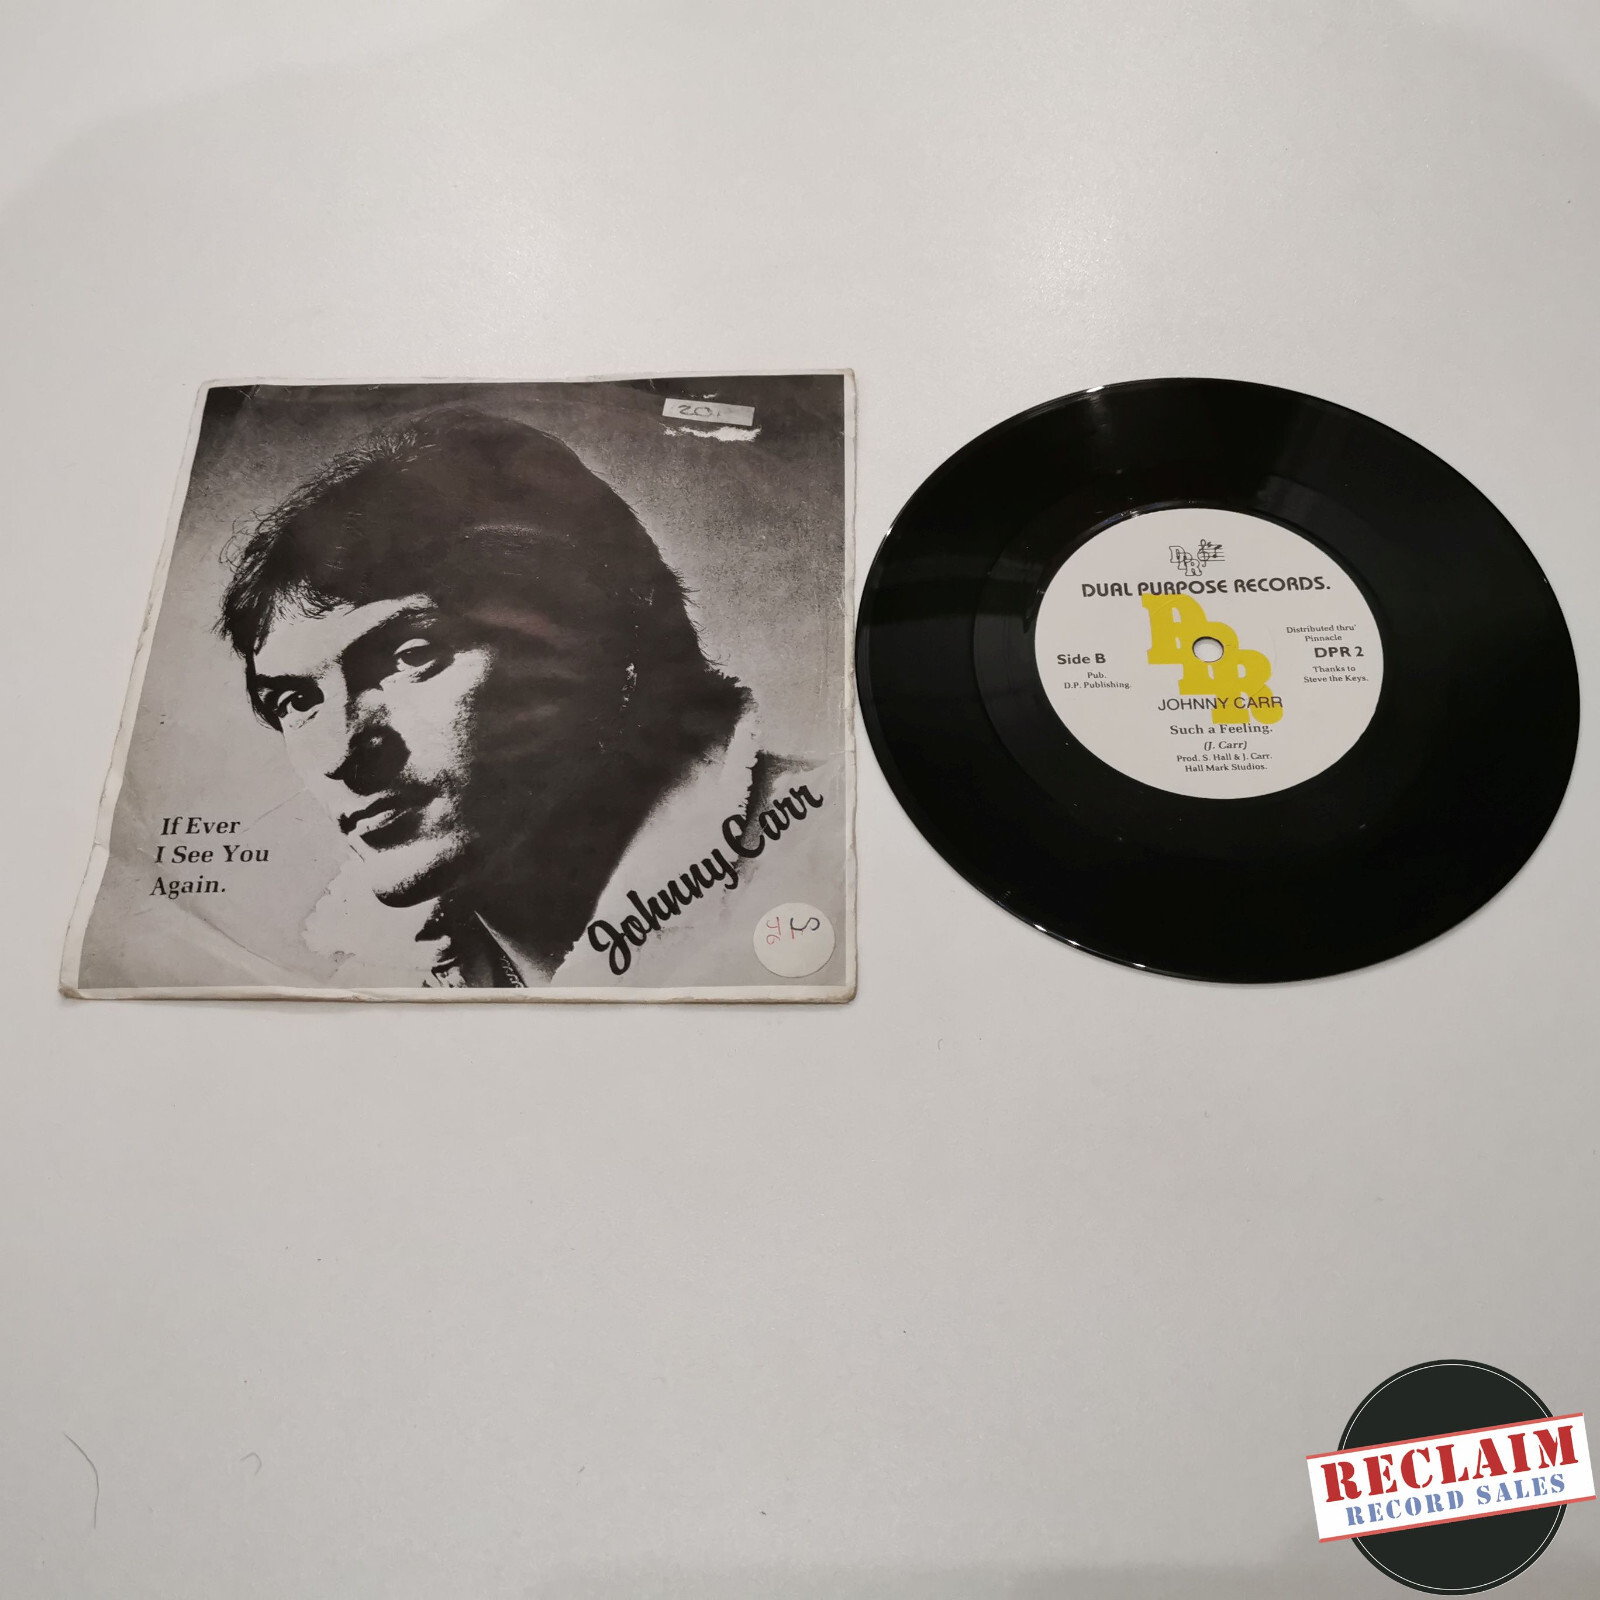 20.
If Ever
I See You
Again.
Johnny Carr
DPR
DUAL PURPOSE RECORDS.
DPR
Side B
Pub.
D.P. Publishing.
Distributed thru'
Pinnacle
DPR 2
Thanks to
Steve the Keys.
JOHNNY CARR
Such a Feeling.
(J. Carr)
Prod. S. Hall & J. Carr.
Hall Mark Studios.
RECLAIM
RECORD SALES